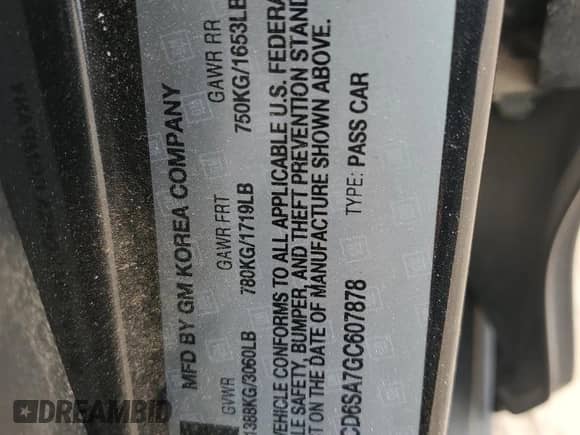 MFD BY GM KOREA COMPANY
GVWR GAWR FRT GAWR RR
1388KG/3060LB 780KG/1719LB 750KG/1653LB
VEHICLE CONFORMS TO ALL APPLICABLE U.S. FEDERA
LE SAFETY, BUMPER, AND THEFT PREVENTION STAND
ON THE DATE OF MANUFACTURE SHOWN ABOVE.
CD6SA7GC607878 TYPE: PASS CAR
DREAMBID